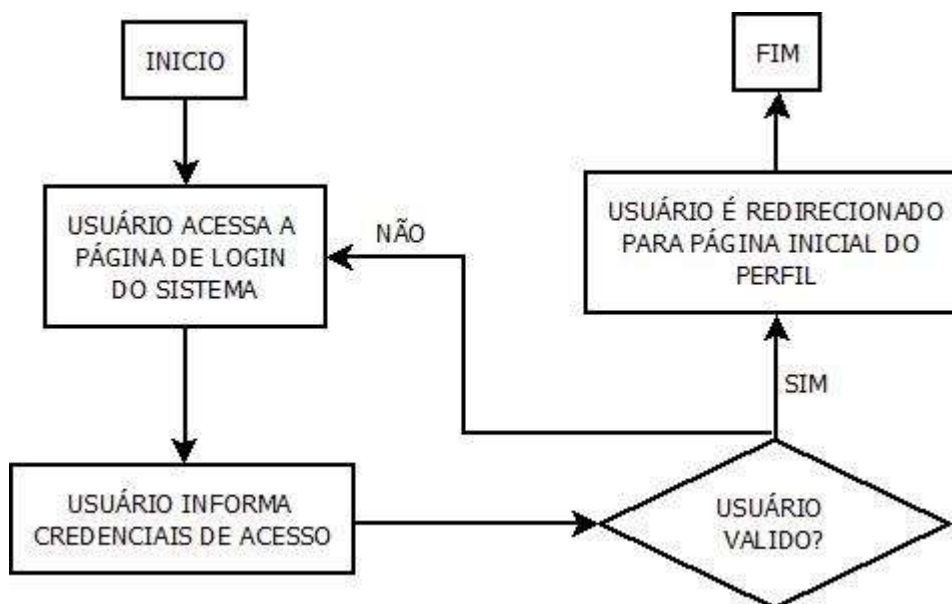 INICIO
USUÁRIO ACESSA A
PÁGINA DE LOGIN
DO SISTEMA
USUÁRIO INFORMA
CREDENCIAIS DE ACESSO
USUÁRIO
VALIDO?
NÃO
SIM
USUÁRIO É REDIRECIONADO
PARA PÁGINA INICIAL DO
PERFIL
FIM